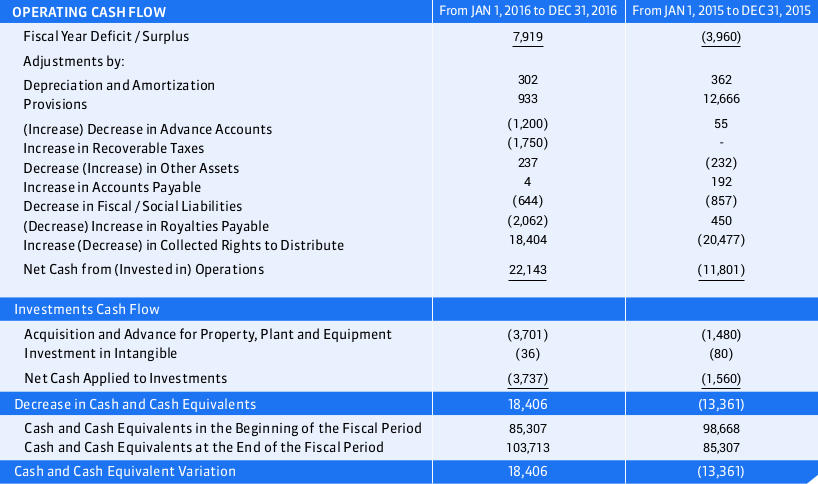 OPERATING CASH FLOW From JAN 1, 2016 to DEC 31, 2016 From JAN 1, 2015 to DEC 31, 2015
Fiscal Year Deficit / Surplus 7,919 (3,960)
Adjustments by:
Depreciation and Amortization 302 362
Provisions 933 12,666
(Increase) Decrease in Advance Accounts (1,200) 55
Increase in Recoverable Taxes (1,750) -
Decrease (Increase) in Other Assets 237 (232)
Increase in Accounts Payable 4 192
Decrease in Fiscal / Social Liabilities (644) (857)
(Decrease) Increase in Royalties Payable (2,062) 450
Increase (Decrease) in Collected Rights to Distribute 18,404 (20,477)
Net Cash from (Invested in) Operations 22,143 (11,801)
Investments Cash Flow
Acquisition and Advance for Property, Plant and Equipment (3,701) (1,480)
Investment in Intangible (36) (80)
Net Cash Applied to Investments (3,737) (1,560)
Decrease in Cash and Cash Equivalents 18,406 (13,361)
Cash and Cash Equivalents in the Beginning of the Fiscal Period 85,307 98,668
Cash and Cash Equivalents at the End of the Fiscal Period 103,713 85,307
Cash and Cash Equivalent Variation 18,406 (13,361)